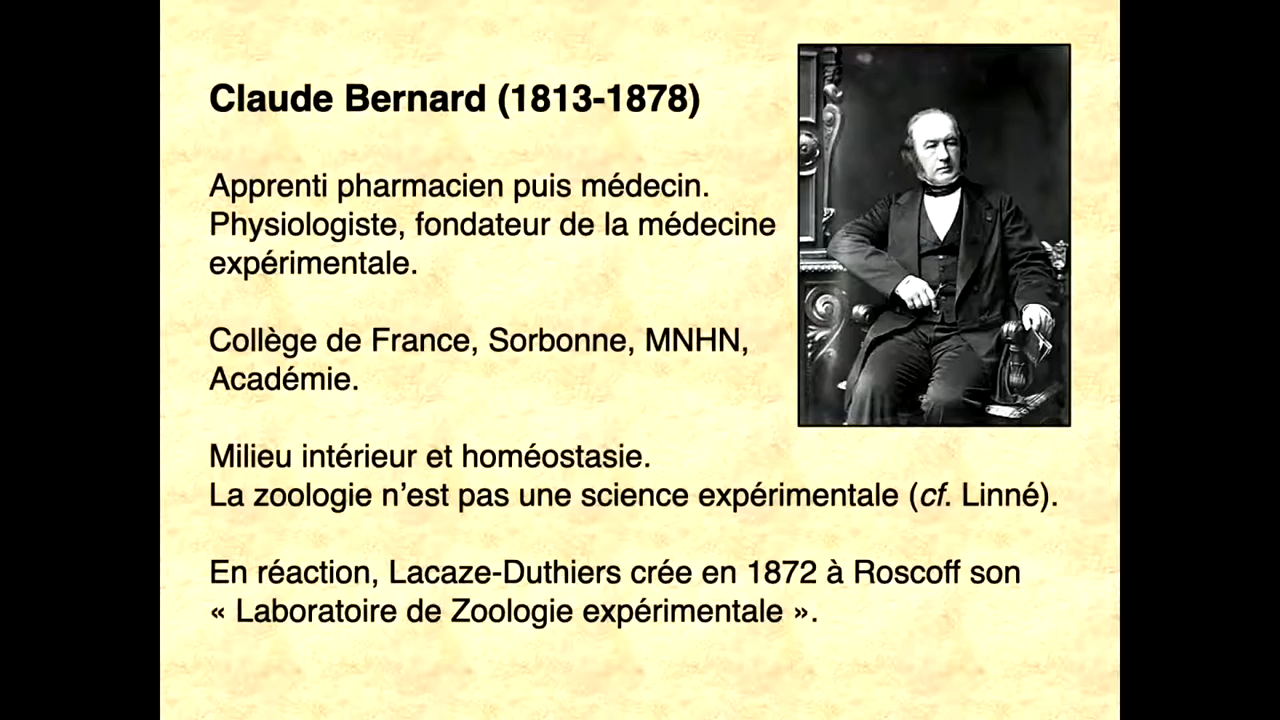 Claude Bernard (1813-1878)
Apprenti pharmacien puis médecin.
Physiologiste, fondateur de la médecine
expérimentale.
Collège de France, Sorbonne, MNHN,
Académie.
Milieu intérieur et homéostasie.
La zoologie n’est pas une science expérimentale (cf. Linné).
En réaction, Lacaze-Duthiers crée en 1872 à Roscoff son
« Laboratoire de Zoologie expérimentale ».